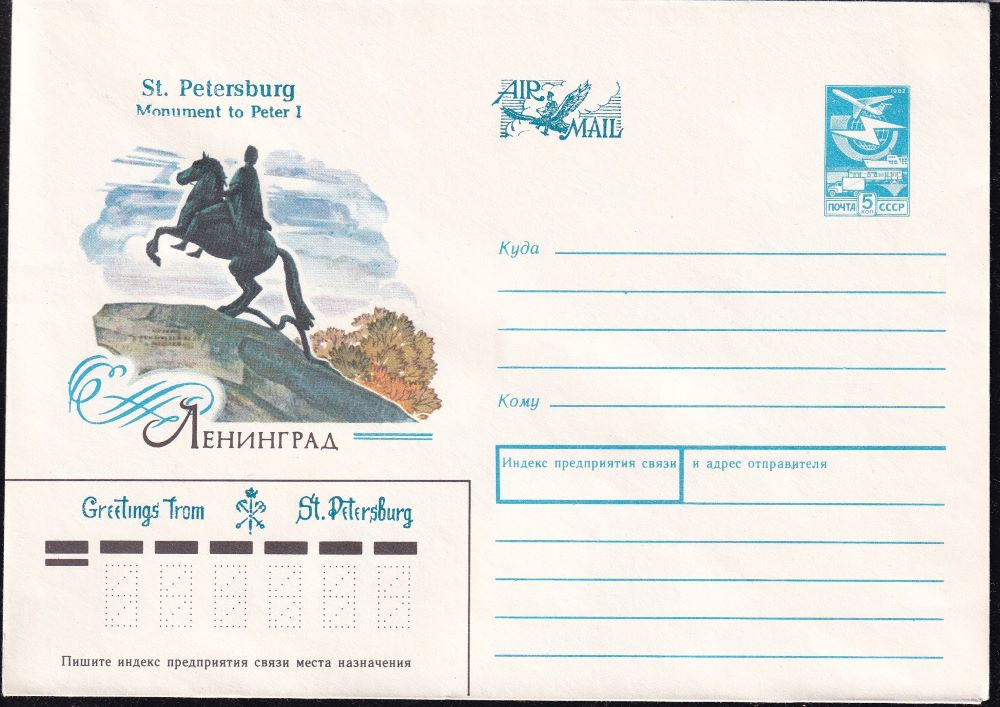 St. Petersburg
Monument to Peter I
AIR
MAIL
1982
ПОЧТА 5 СССР
КОП
Куда
Кому
Ленинград
Индекс предприятия связи
и адрес отправителя
Greetings from St. Petersburg
Пишите индекс предприятия связи места назначения